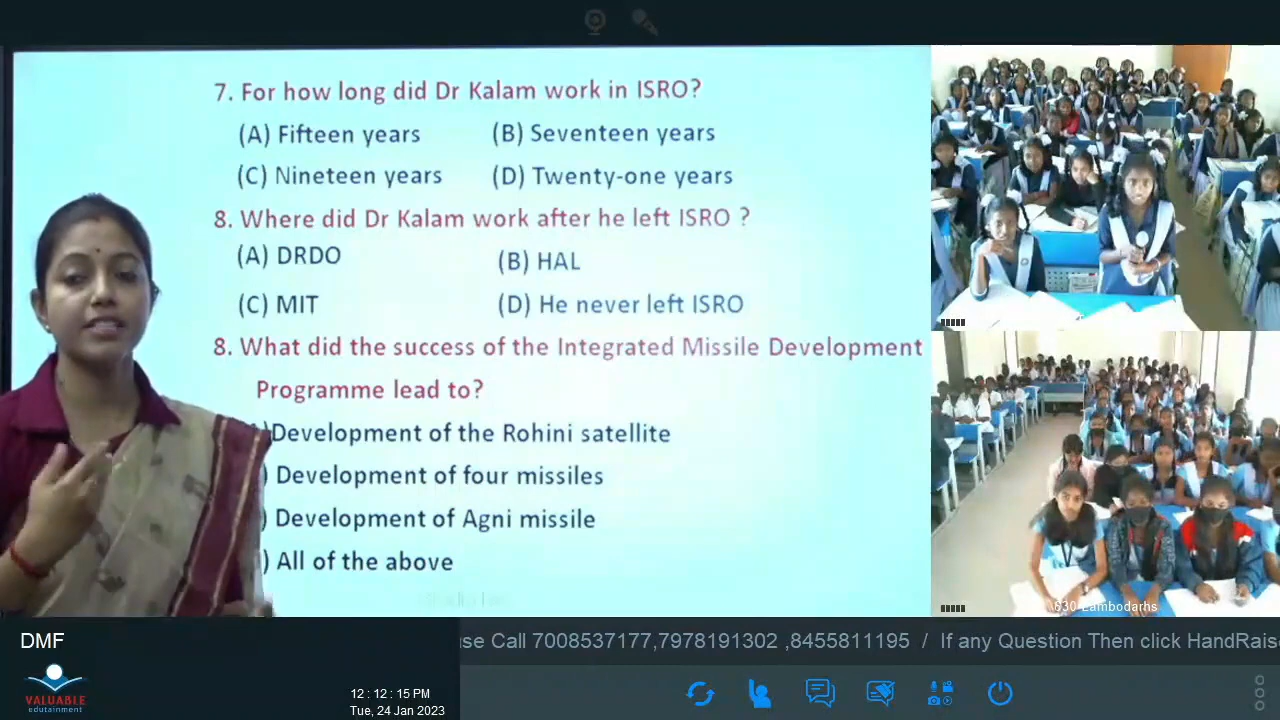 7. For how long did Dr Kalam work in ISRO?
(A) Fifteen years (B) Seventeen years
(C) Nineteen years (D) Twenty-one years
8. Where did Dr Kalam work after he left ISRO ?
(A) DRDO (B) HAL
(C) MIT (D) He never left ISRO
8. What did the success of the Integrated Missile Development
Programme lead to?
)Development of the Rohini satellite
) Development of four missiles
) Development of Agni missile
) All of the above
630-Lambodarhs
DMF
use Call 7008537177,7978191302 ,8455811195 / If any Question Then click HandRaise
VALUABLE
edutainment
12 : 12 : 15 PM
Tue, 24 Jan 2023